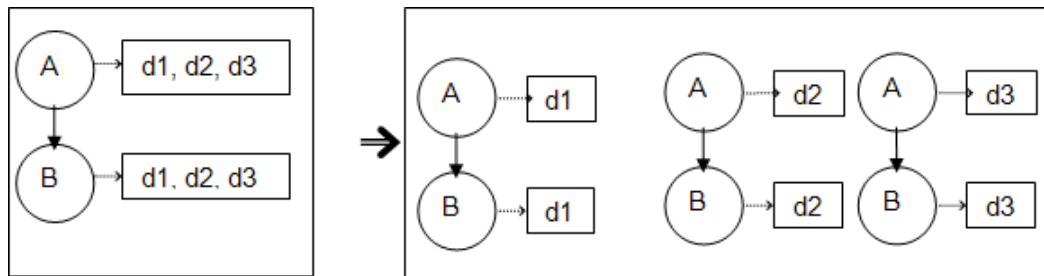 A d1, d2, d3
B d1, d2, d3
A d1 A d2 A d3
B d1 B d2 B d3